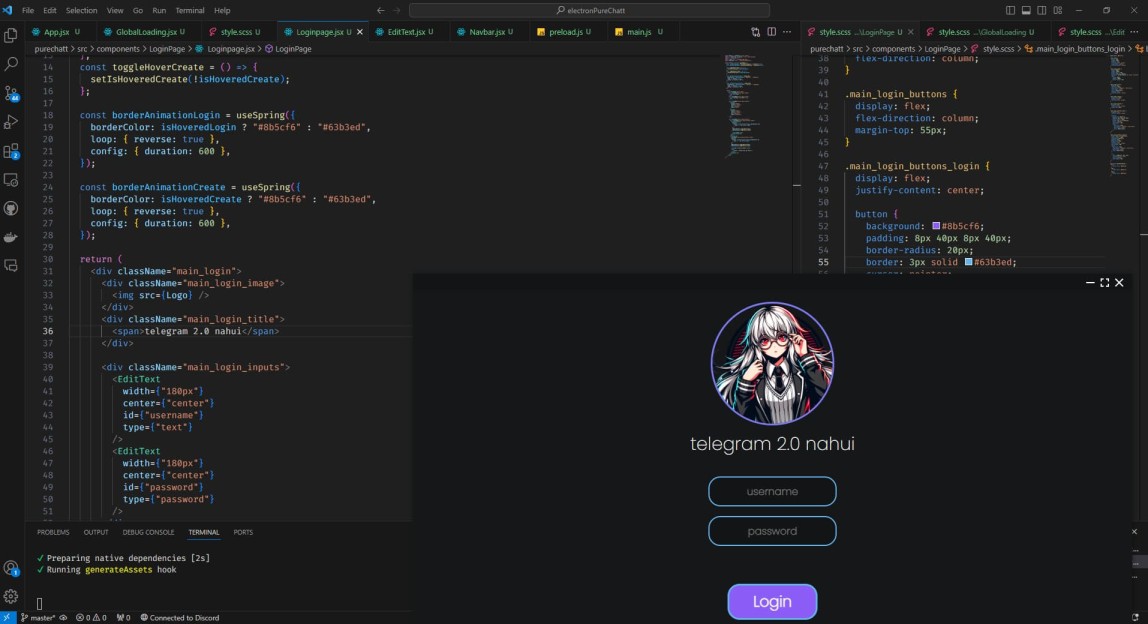 File Edit Selection View Go Run Terminal Help
electronPureChatt
App.jsx U GlobalLoading.jsx U style.scss U Loginpage.jsx U EditText.jsx U Navbar.jsx U preload.js U main.js U
purechatt > src > components > LoginPage > Loginpage.jsx > LoginPage
14 const toggleHoverCreate = () => {
15 setIsHoveredCreate(!isHoveredCreate);
16 };
17
18 const borderAnimationLogin = useSpring({
19 borderColor: isHoveredLogin ? "#8b5cf6" : "#63b3ed",
20 loop: { reverse: true },
21 config: { duration: 600 },
22 });
23
24 const borderAnimationCreate = useSpring({
25 borderColor: isHoveredCreate ? "#8b5cf6" : "#63b3ed",
26 loop: { reverse: true },
27 config: { duration: 600 },
28 });
29
30 return (
31 <div className="main_login">
32 <div className="main_login_image">
33 <img src={Logo} />
34 </div>
35 <div className="main_login_title">
36 <span>telegram 2.0 nahui</span>
37 </div>
38
39 <div className="main_login_inputs">
40 <EditText
41 width={"180px"}
42 center={"center"}
43 id={"username"}
44 type={"text"}
45 />
46 <EditText
47 width={"180px"}
48 center={"center"}
49 id={"password"}
50 type={"password"}
51 />
style.scss ...\LoginPage U style.scss ...\GlobalLoading U style.scss ...\Edit
purechatt > src > components > LoginPage > style.scss > .main_login_buttons_login >
38 flex-direction: column;
39 }
40
41 .main_login_buttons {
42 display: flex;
43 flex-direction: column;
44 margin-top: 55px;
45 }
46
47 .main_login_buttons_login {
48 display: flex;
49 justify-content: center;
50
51 button {
52 background: #8b5cf6;
53 padding: 8px 40px 8px 40px;
54 border-radius: 20px;
55 border: 3px solid #63b3ed;
telegram 2.0 nahui
username
password
Login
PROBLEMS OUTPUT DEBUG CONSOLE TERMINAL PORTS
✓ Preparing native dependencies [2s]
✓ Running generateAssets hook
master* 0 0 0 Connected to Discord